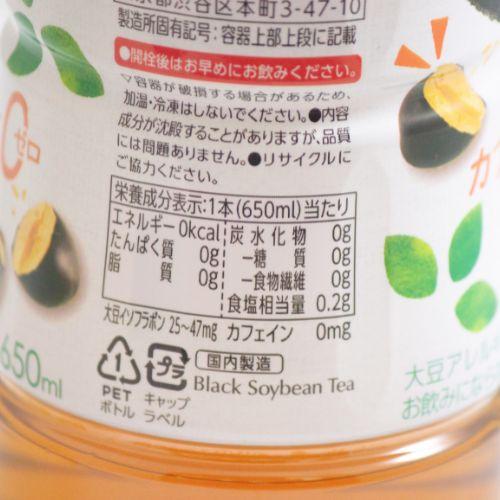 京都渋谷区本町3-47-10
製造所固有記号:容器上部上段に記載
●開栓後はお早めにお飲みください。
▽容器が破損する場合があるため、
加温・冷凍はしないでください。●内容
成分が沈殿することがありますが、品質
には問題ありません。●リサイクルに
ご協力ください。
0
ゼロ
カフ
栄養成分表示:1本(650ml)当たり
エネルギー 0kcal
たんぱく質 0g
脂質 0g
炭水化物 0g
ー糖質 0g
ー食物繊維 0g
食塩相当量 0.2g
大豆イソフラボン 25~47mg カフェイン 0mg
650ml
1
PET
ボトル
プラ
キャップ
ラベル
国内製造
Black Soybean Tea
大豆アレル
お飲みにな